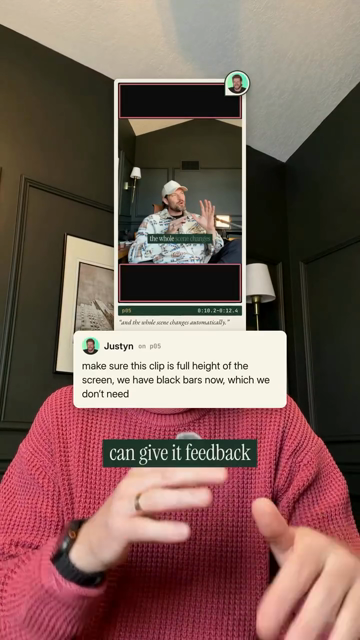 the whole scene changes
p05 0:10.2–0:12.4
"and the whole scene changes automatically."
Justyn on p05
make sure this clip is full height of the
screen, we have black bars now, which we
don't need
can give it feedback